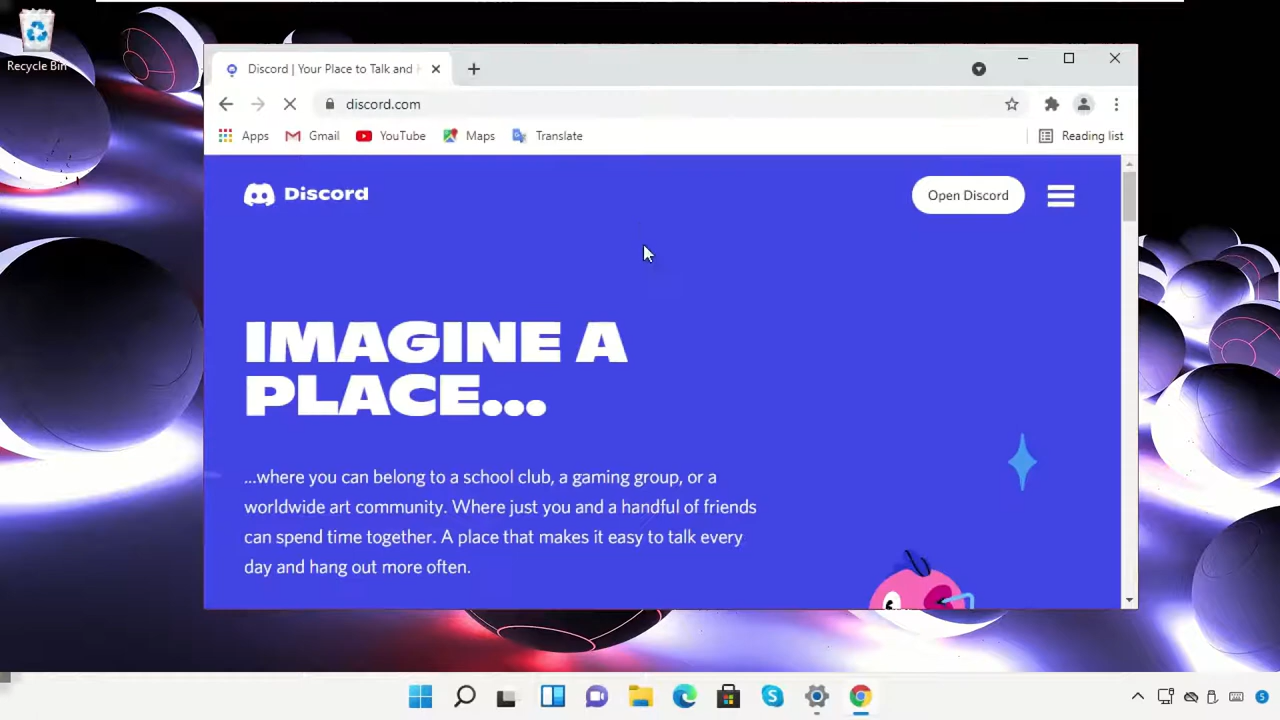 Recycle Bin
Discord | Your Place to Talk and
discord.com
Apps
Gmail
YouTube
Maps
Translate
Reading list
Discord
Open Discord
IMAGINE A
PLACE...
...where you can belong to a school club, a gaming group, or a
worldwide art community. Where just you and a handful of friends
can spend time together. A place that makes it easy to talk every
day and hang out more often.
5